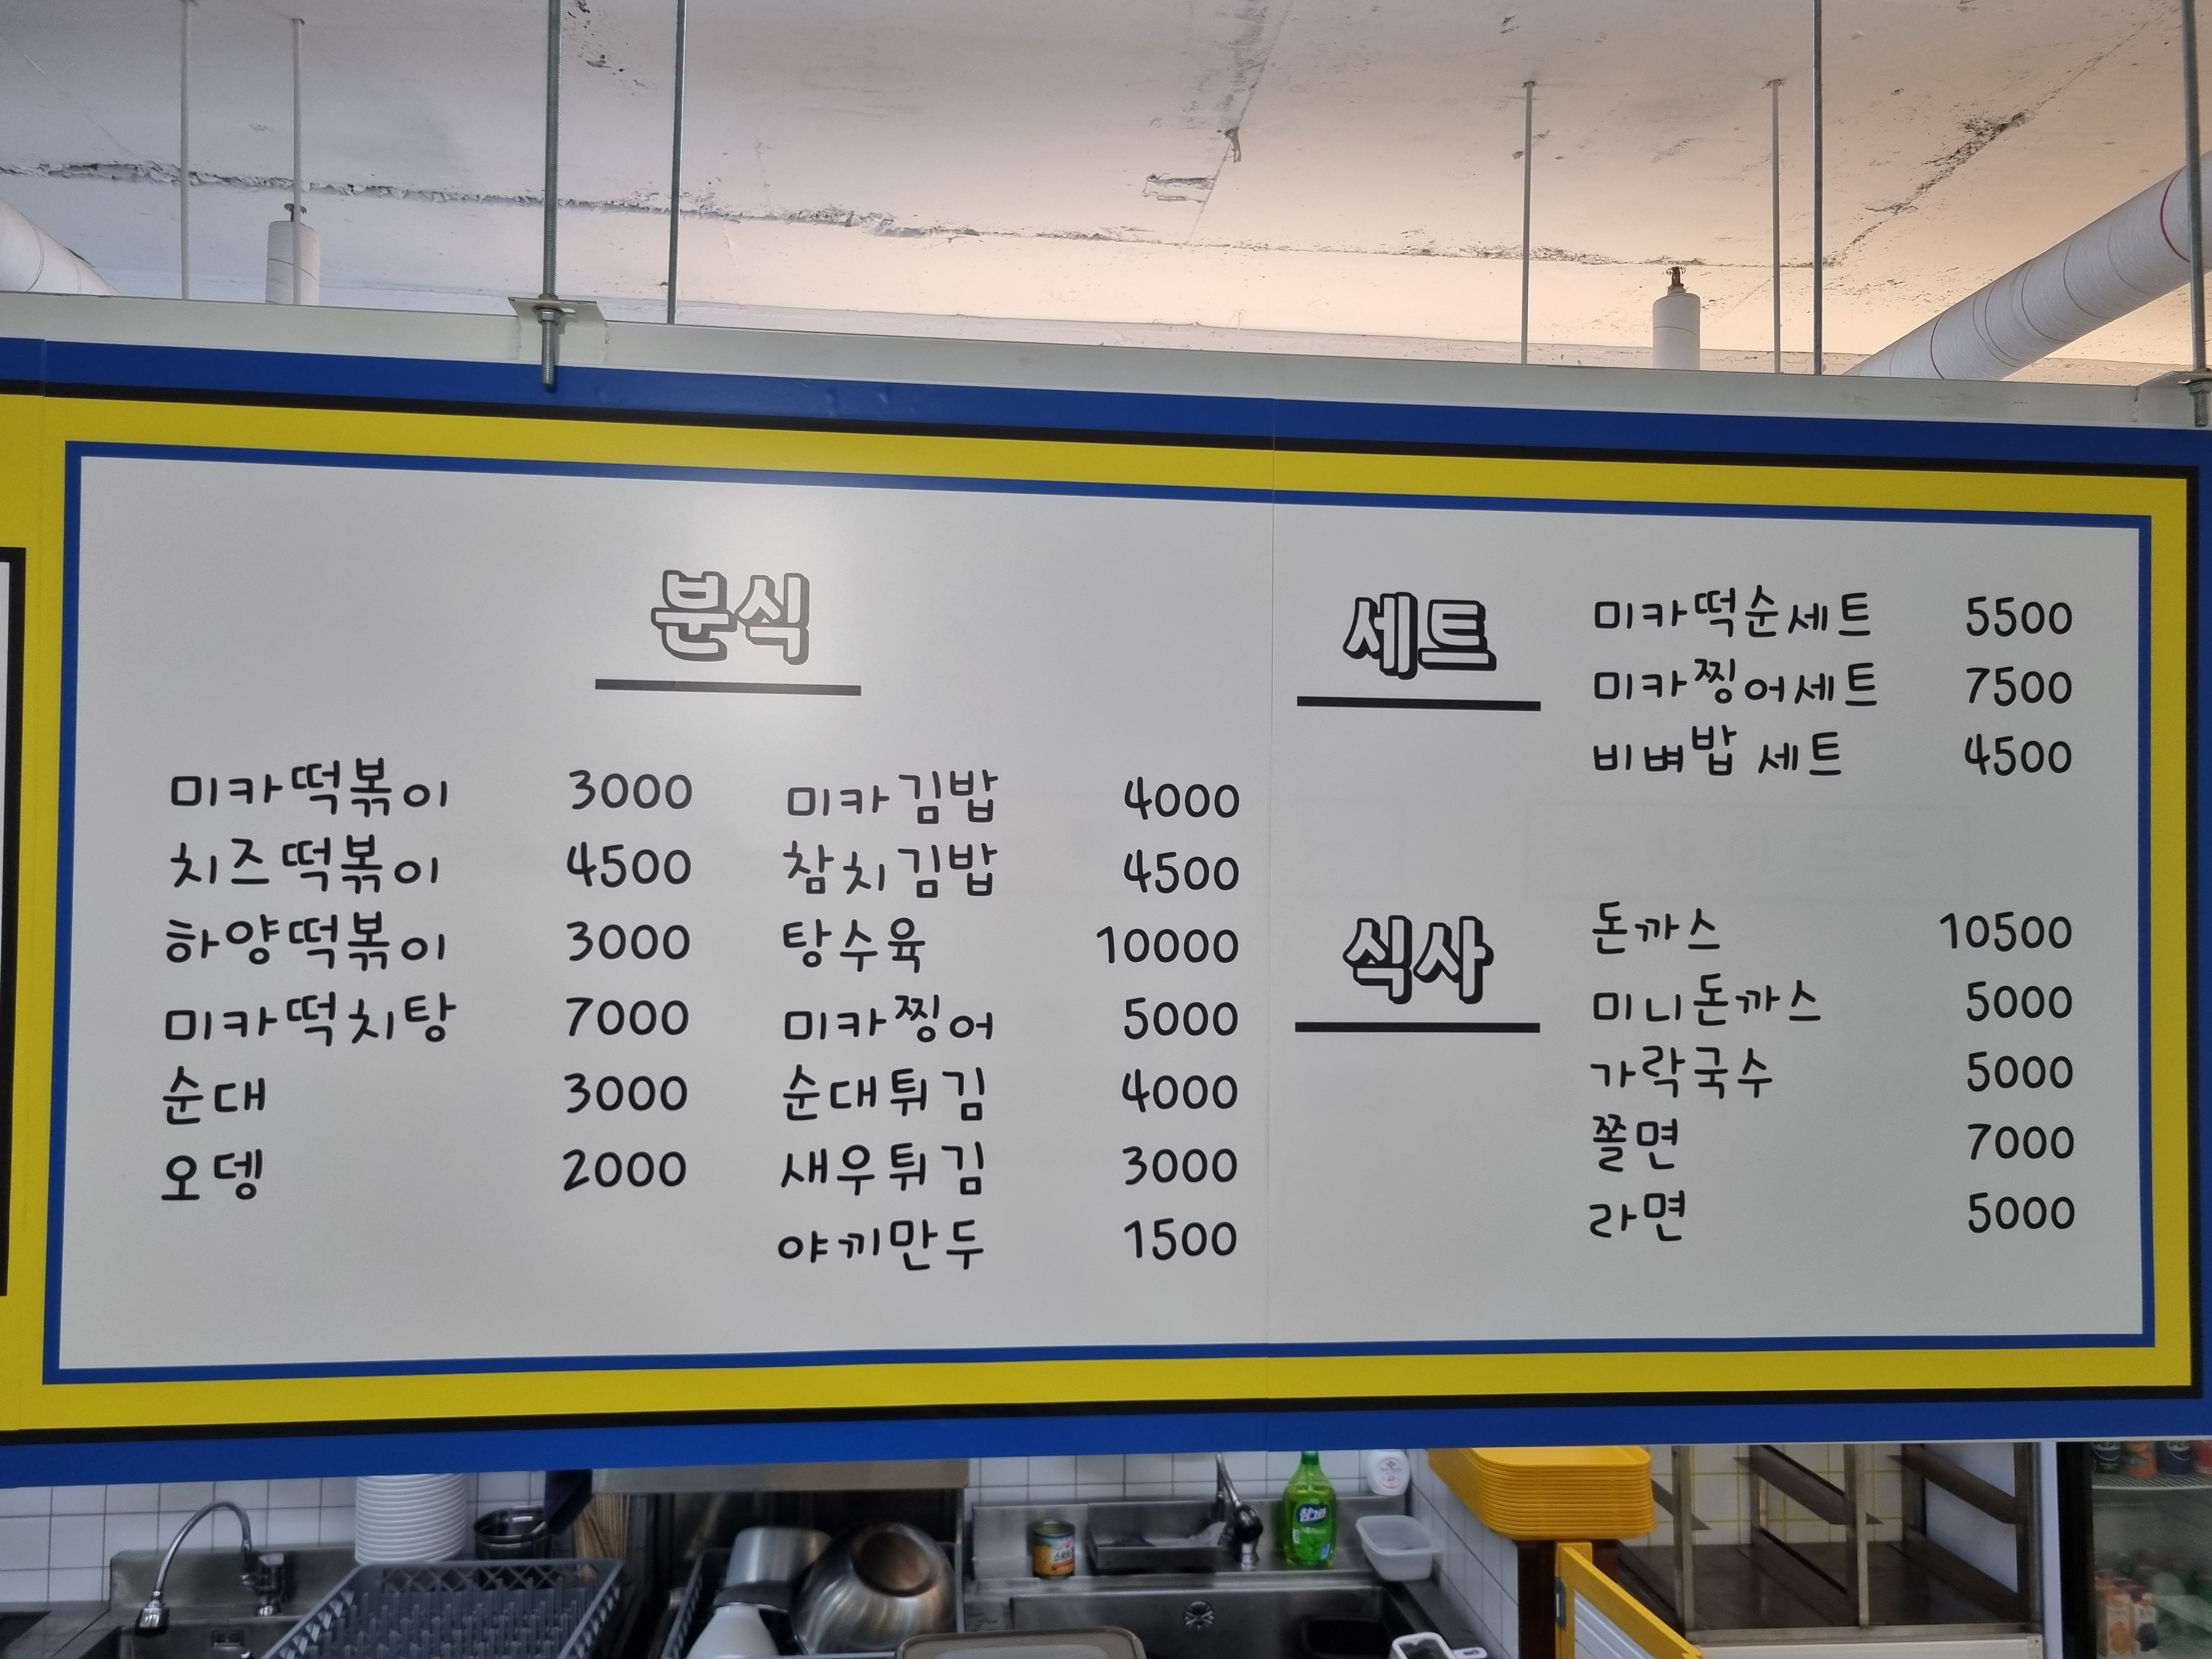 분식
미카떡볶이 3000
치즈떡볶이 4500
하양떡볶이 3000
미카떡치탕 7000
순대 3000
오뎅 2000
미카김밥 4000
참치김밥 4500
탕수육 10000
미카찡어 5000
순대튀김 4000
새우튀김 3000
야끼만두 1500
세트
미카떡순세트 5500
미카찡어세트 7500
비벼밥 세트 4500
식사
돈까스 10500
미니돈까스 5000
가락국수 5000
쫄면 7000
라면 5000
참그린